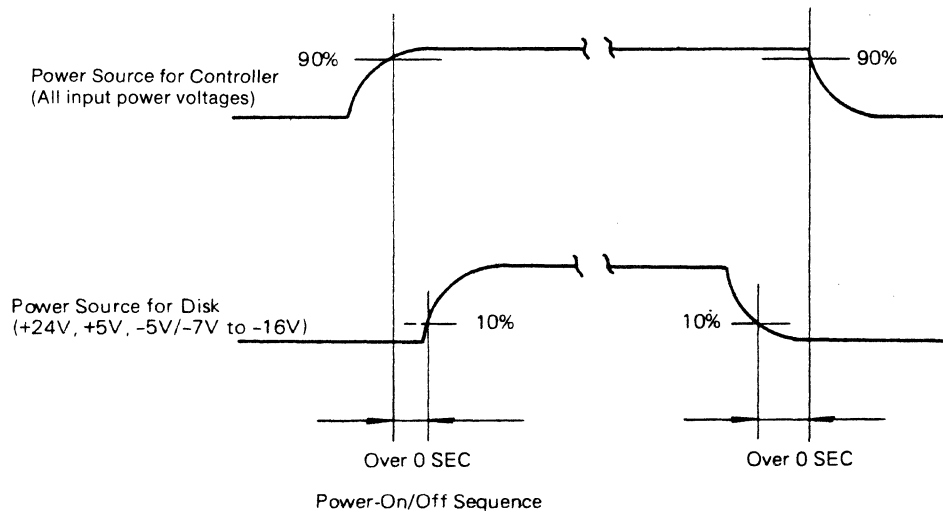 90%
90%
Power Source for Controller
(All input power voltages)
Power Source for Disk
(+24V, +5V, -5V/-7V to -16V)
10%
10%
Over 0 SEC
Over 0 SEC
Power-On/Off Sequence